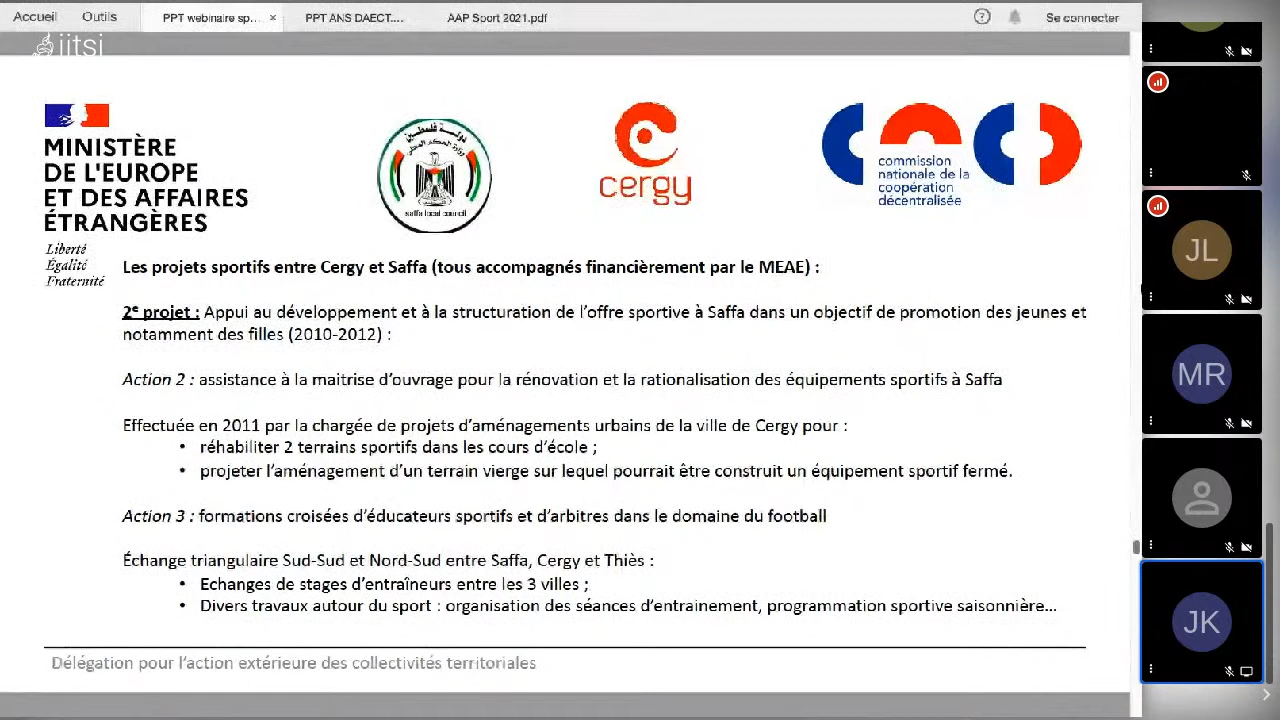 Accueil Outils PPT webinaire sp... × PPT ANS DAECT.... AAP Sport 2021.pdf Se connecter
jitsi
MINISTÈRE
DE L'EUROPE
ET DES AFFAIRES
ÉTRANGÈRES
Liberté
Égalité
Fraternité
دولة فلسطين
وزارة الحكم المحلي
saffa local council
cergy
commission
nationale de la
coopération
décentralisée
Les projets sportifs entre Cergy et Saffa (tous accompagnés financièrement par le MEAE) :
2e projet : Appui au développement et à la structuration de l'offre sportive à Saffa dans un objectif de promotion des jeunes et
notamment des filles (2010-2012) :
Action 2 : assistance à la maitrise d'ouvrage pour la rénovation et la rationalisation des équipements sportifs à Saffa
Effectuée en 2011 par la chargée de projets d'aménagements urbains de la ville de Cergy pour :
• réhabiliter 2 terrains sportifs dans les cours d'école ;
• projeter l'aménagement d'un terrain vierge sur lequel pourrait être construit un équipement sportif fermé.
Action 3 : formations croisées d'éducateurs sportifs et d'arbitres dans le domaine du football
Échange triangulaire Sud-Sud et Nord-Sud entre Saffa, Cergy et Thiès :
• Echanges de stages d'entraîneurs entre les 3 villes ;
• Divers travaux autour du sport : organisation des séances d'entrainement, programmation sportive saisonnière...
Délégation pour l'action extérieure des collectivités territoriales
JL
MR
JK